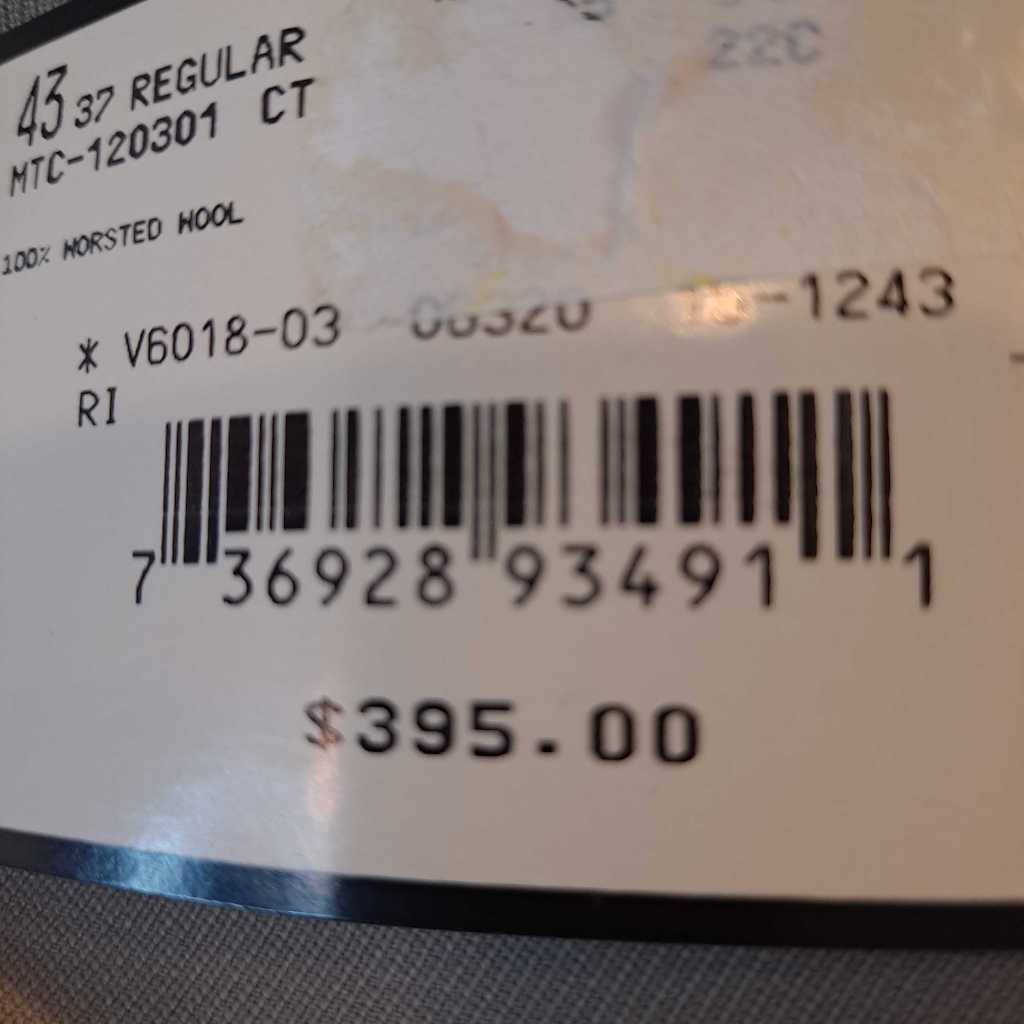 22C
43 37 REGULAR
MTC-120301 CT
100% WORSTED WOOL
* V6018-03 06320 -1243
RI
7 36928 93491 1
$395.00